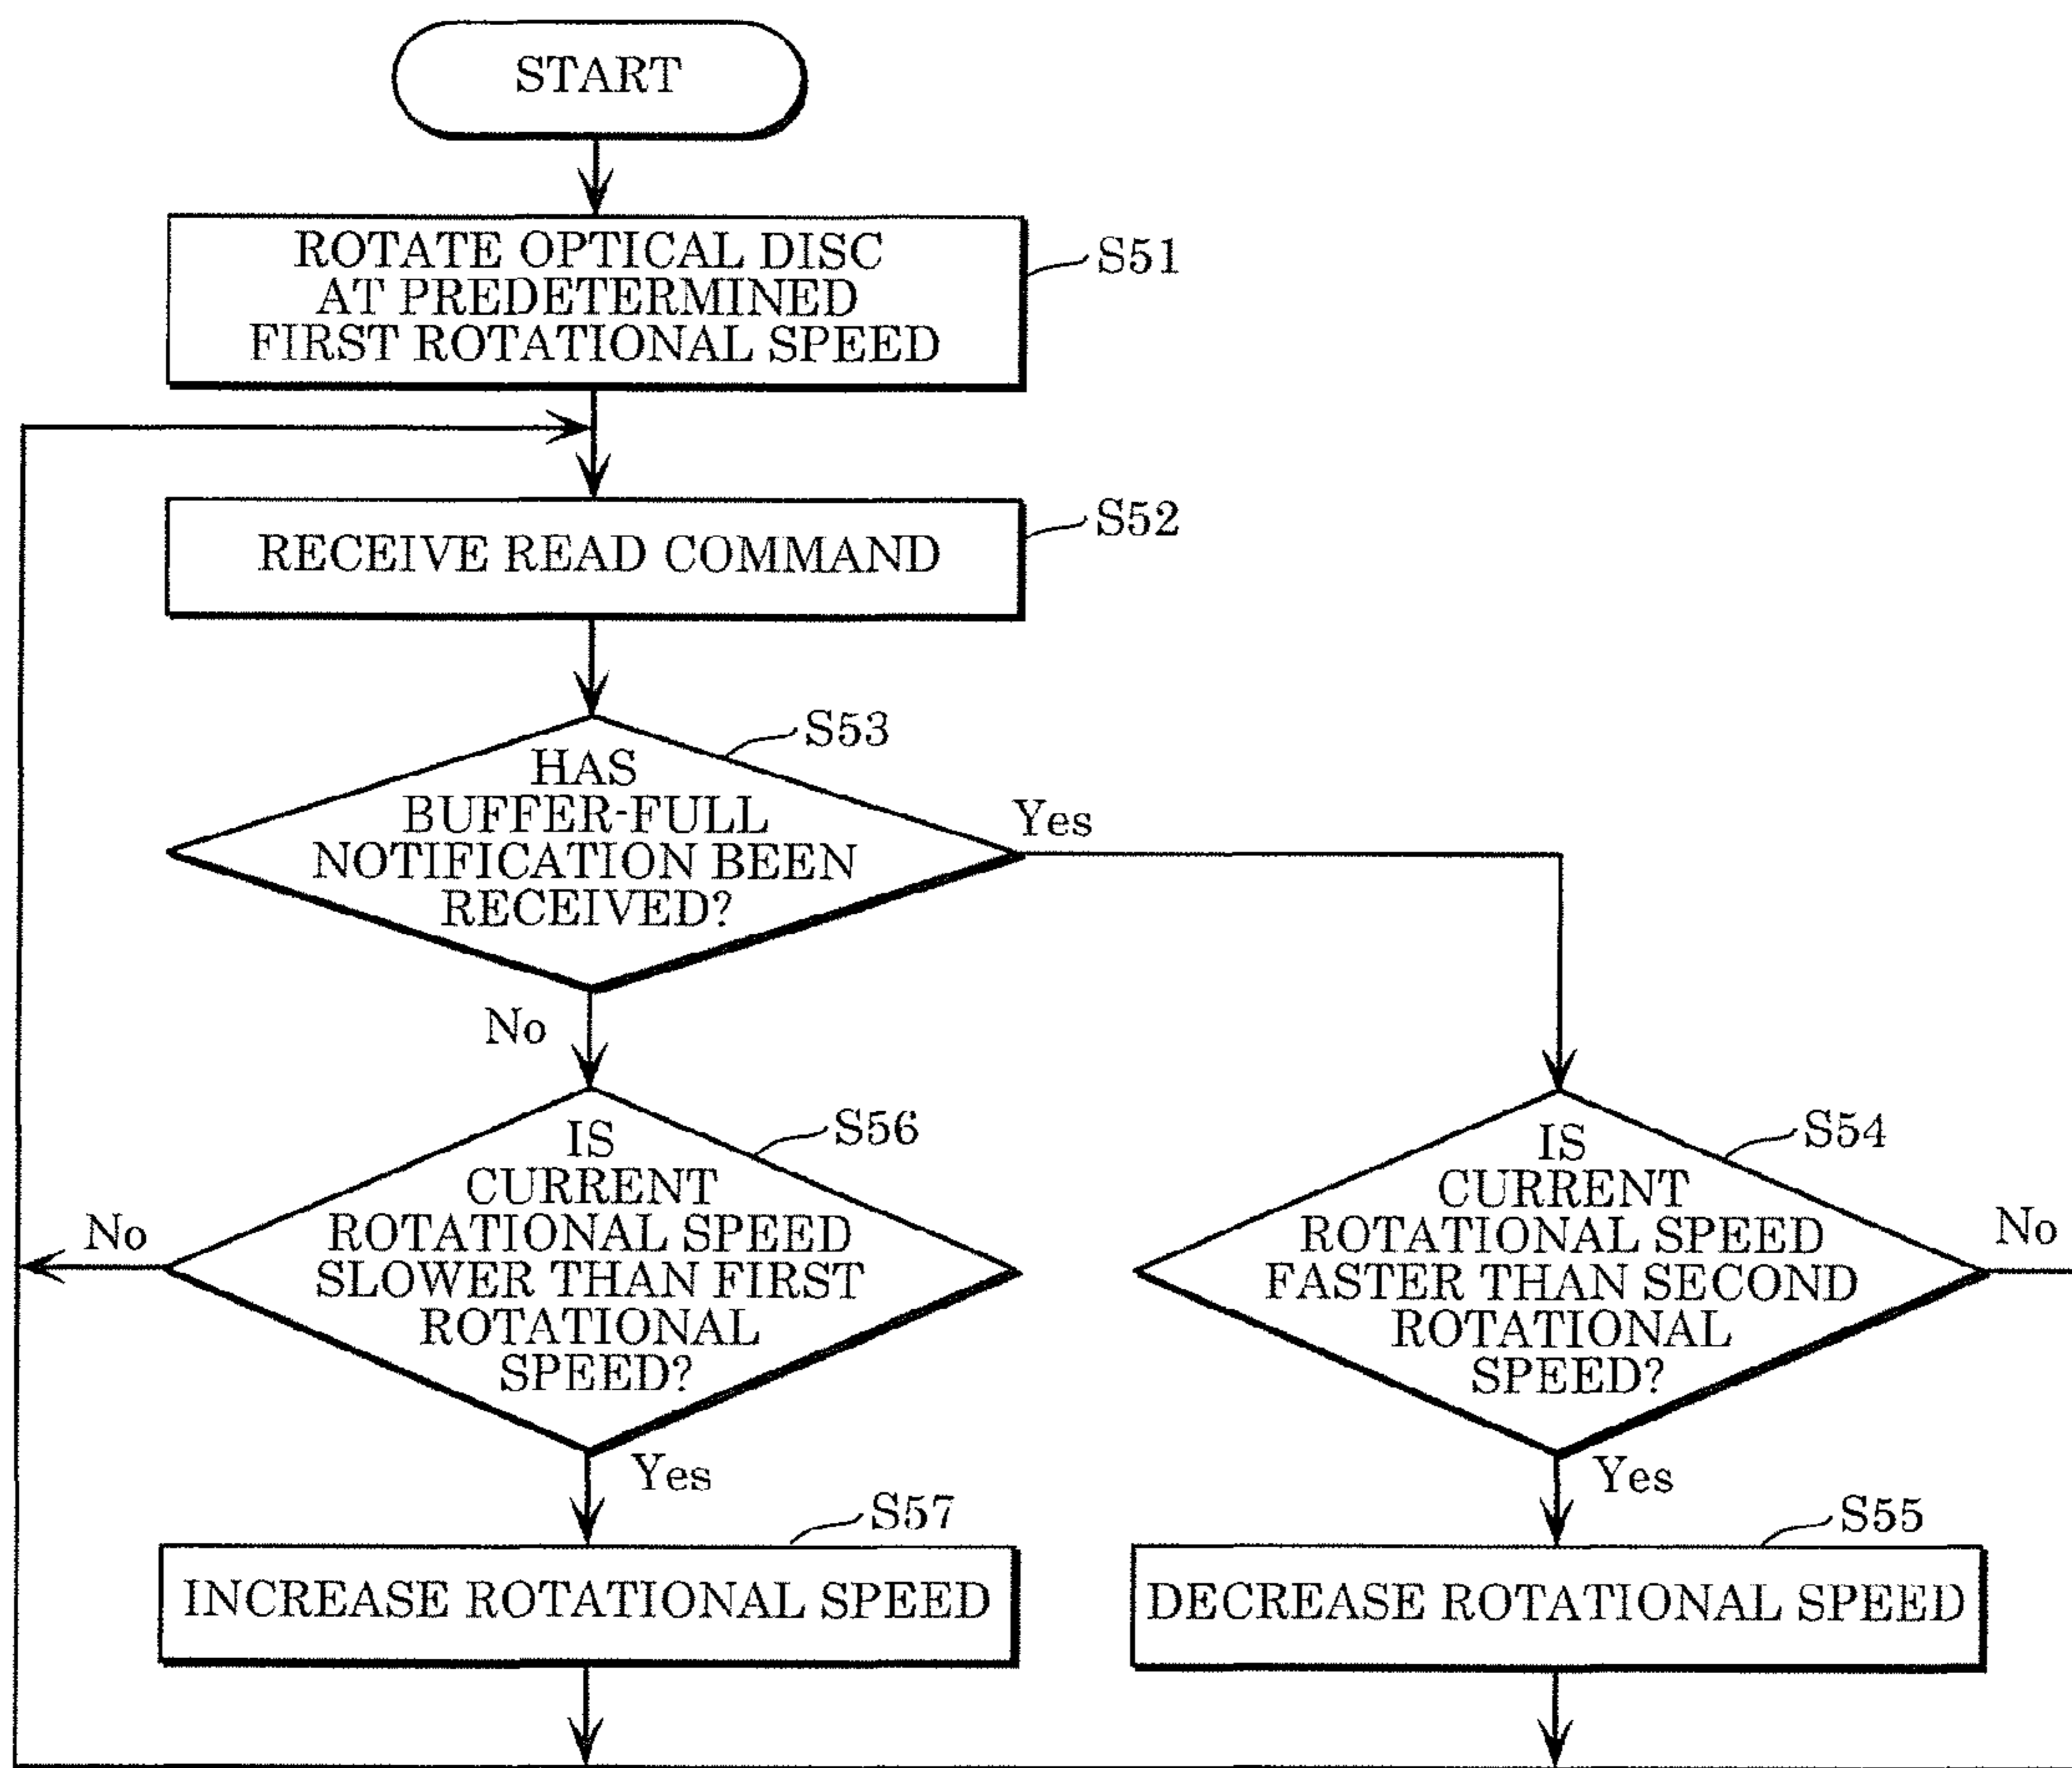 START
ROTATE OPTICAL DISC
AT PREDETERMINED
FIRST ROTATIONAL SPEED
S51
RECEIVE READ COMMAND
S52
S53
HAS
BUFFER-FULL
NOTIFICATION BEEN
RECEIVED?
Yes
No
S56
IS
CURRENT
ROTATIONAL SPEED
SLOWER THAN FIRST
ROTATIONAL
SPEED?
No
Yes
S54
IS
CURRENT
ROTATIONAL SPEED
FASTER THAN SECOND
ROTATIONAL
SPEED?
No
Yes
S57
INCREASE ROTATIONAL SPEED
S55
DECREASE ROTATIONAL SPEED